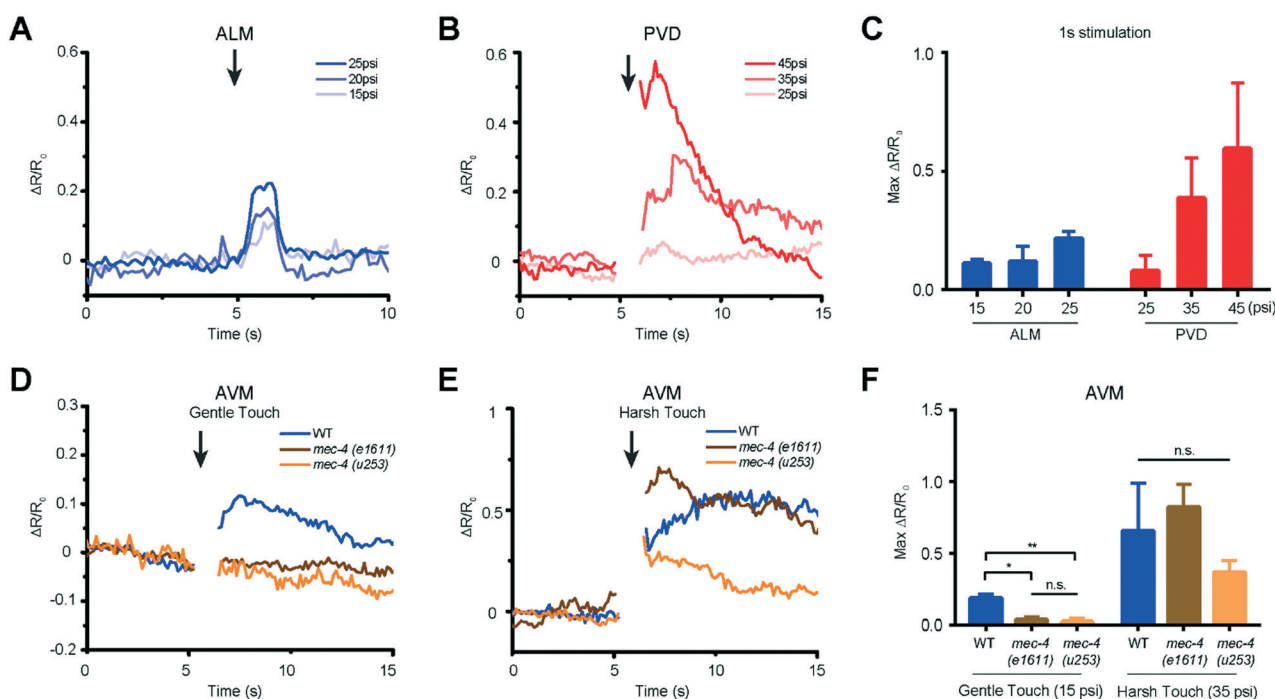 A
ALM
25psi
20psi
15psi
ΔR/R₀
0.6
0.4
0.2
0
0
5
10
Time (s)
B
PVD
45psi
35psi
25psi
ΔR/R₀
0.6
0.4
0.2
0
0
5
10
15
Time (s)
C
1s stimulation
Max ΔR/R₀
1.0
0.5
0.0
15 20 25 25 35 45 (psi)
ALM PVD
D
AVM
Gentle Touch
WT
mec-4 (e1611)
mec-4 (u253)
ΔR/R₀
0.3
0.2
0.1
0
-0.1
-0.2
0
5
10
15
Time (s)
E
AVM
Harsh Touch
WT
mec-4 (e1611)
mec-4 (u253)
ΔR/R₀
1
0.5
0
0
5
10
15
Time (s)
F
AVM
Max ΔR/R₀
1.5
1.0
0.5
0.0
n.s.
**
*
n.s.
WT mec-4 mec-4 WT mec-4 mec-4
(e1611) (u253) (e1611) (u253)
Gentle Touch (15 psi) Harsh Touch (35 psi)